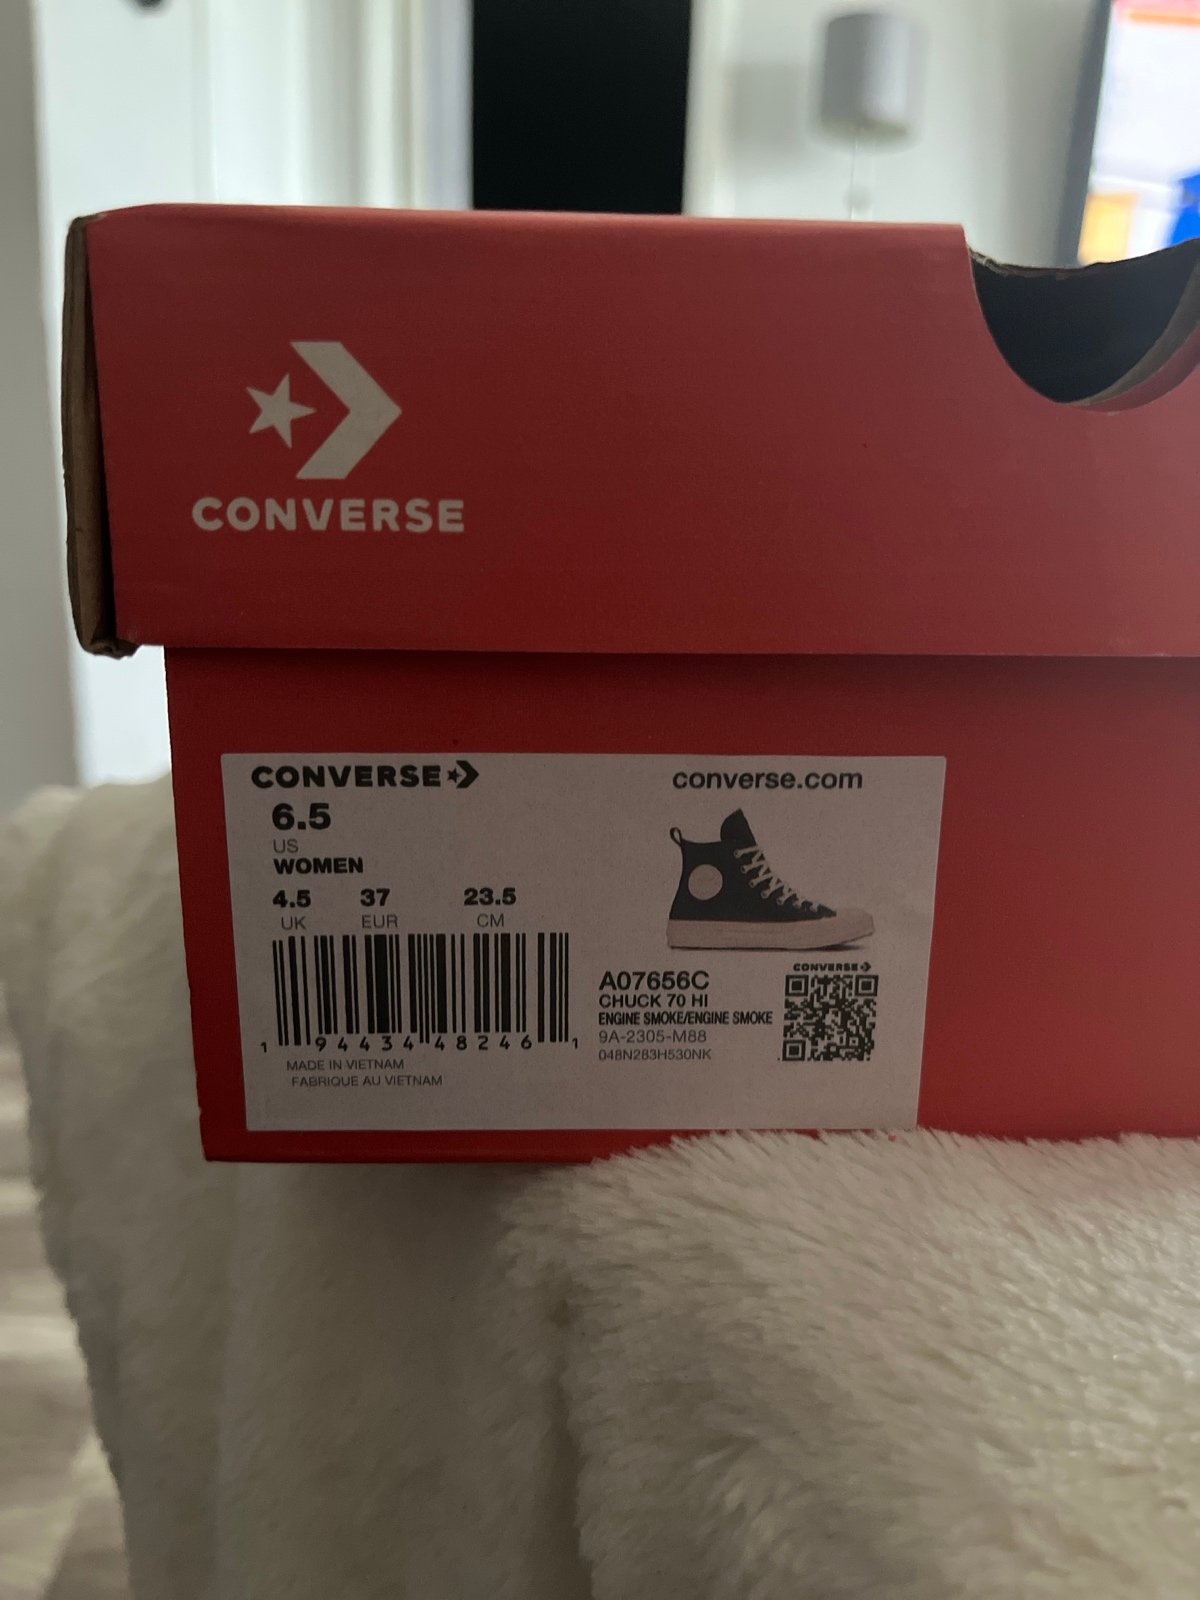 CONVERSE
CONVERSE
converse.com
6.5
US
WOMEN
4.5 37 23.5
UK EUR CM
1 94434 48246 1
MADE IN VIETNAM
FABRIQUE AU VIETNAM
CONVERSE
A07656C
CHUCK 70 HI
ENGINE SMOKE/ENGINE SMOKE
9A-2305-M88
048N283H530NK